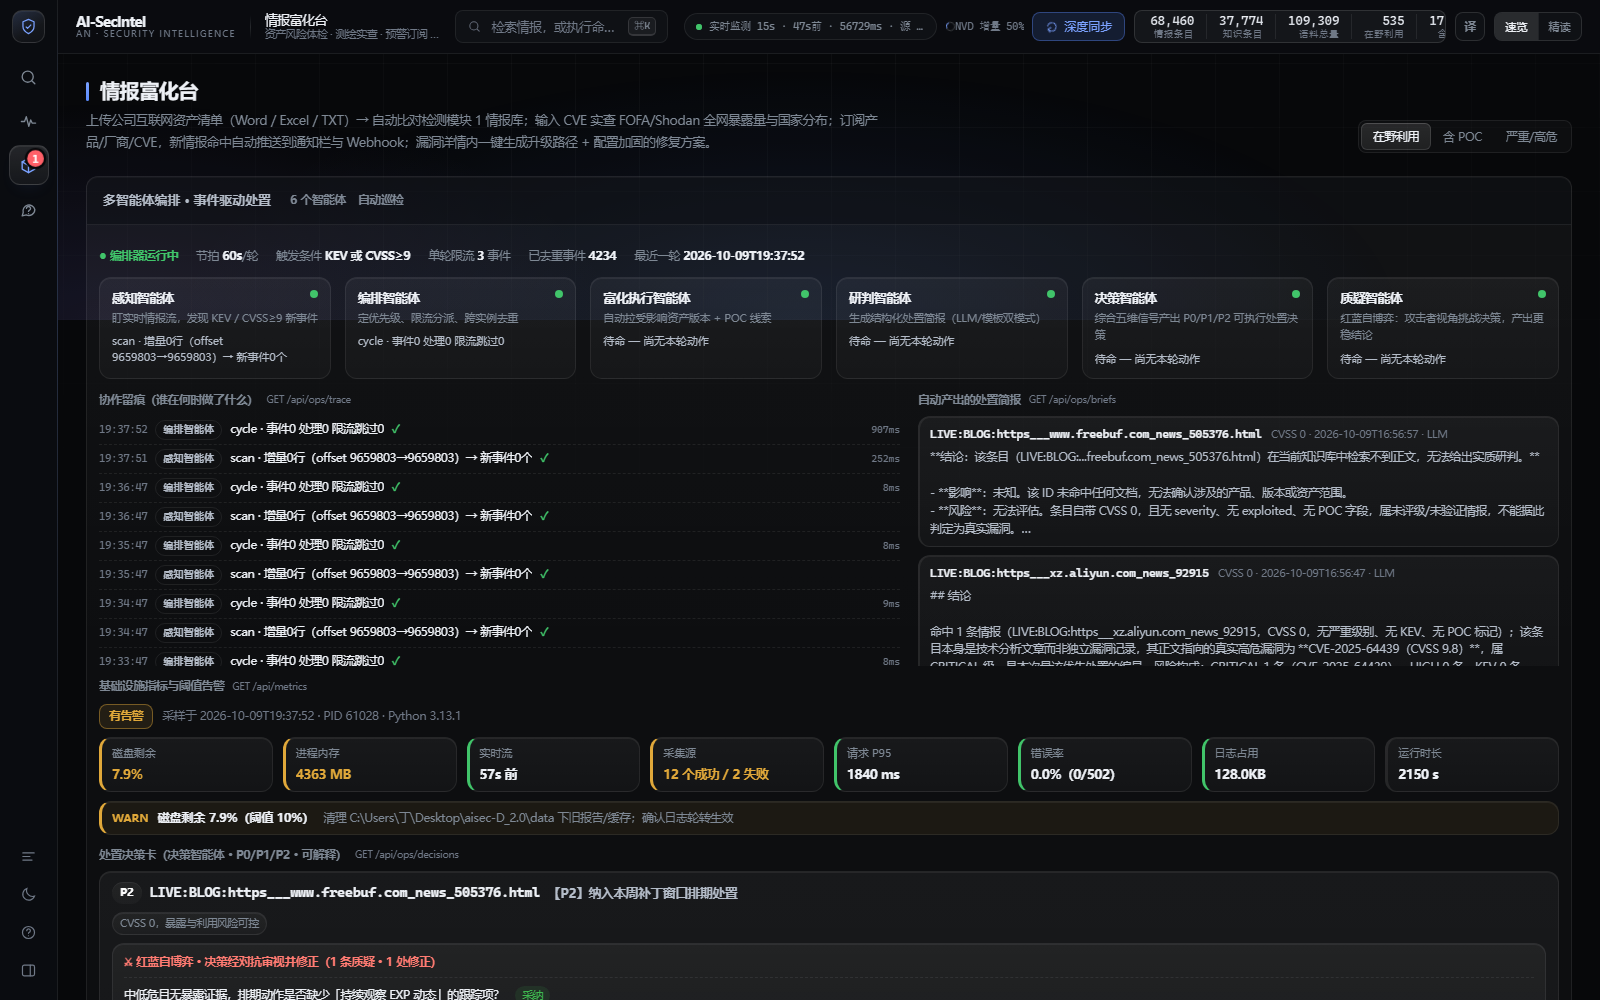 AI-SecIntel
AN · SECURITY INTELLIGENCE
情报富化台
资产风险体检 · 测绘实查 · 预警订阅 ...
检索情报，或执行命... ⌘K
实时监测 15s · 47s前 · 56729ms · 源 ...
NVD 增量 50%
深度同步
68,460 情报条目
37,774 知识条目
109,309 语料总量
535 在野利用
17
译
速览 精读
1
情报富化台
上传公司互联网资产清单（Word / Excel / TXT）→ 自动比对检测模块 1 情报库；输入 CVE 实查 FOFA/Shodan 全网暴露量与国家分布；订阅产
品/厂商/CVE，新情报命中自动推送到通知栏与 Webhook；漏洞详情内一键生成升级路径 + 配置加固的修复方案。
在野利用 含 POC 严重/高危
多智能体编排 • 事件驱动处置 6 个智能体 自动巡检
编排器运行中 节拍 60s/轮 触发条件 KEV 或 CVSS≥9 单轮限流 3 事件 已去重事件 4234 最近一轮 2026-10-09T19:37:52
感知智能体
盯实时情报流，发现 KEV / CVSS≥9 新事件
scan · 增量0行（offset
9659803→9659803）→ 新事件0个
编排智能体
定优先级、限流分派、跨实例去重
cycle · 事件0 处理0 限流跳过0
富化执行智能体
自动拉受影响资产版本 + POC 线索
待命 — 尚无本轮动作
研判智能体
生成结构化处置简报（LLM/模板双模式）
待命 — 尚无本轮动作
决策智能体
综合五维信号产出 P0/P1/P2 可执行处置决
策
待命 — 尚无本轮动作
质疑智能体
红蓝自博弈：攻击者视角挑战决策，产出更
稳结论
待命 — 尚无本轮动作
协作留痕（谁在何时做了什么） GET /api/ops/trace
19:37:52 编排智能体 cycle · 事件0 处理0 限流跳过0 ✓ 907ms
19:37:51 感知智能体 scan · 增量0行（offset 9659803→9659803）→ 新事件0个 ✓ 252ms
19:36:47 编排智能体 cycle · 事件0 处理0 限流跳过0 ✓ 8ms
19:36:47 感知智能体 scan · 增量0行（offset 9659803→9659803）→ 新事件0个 ✓
19:35:47 编排智能体 cycle · 事件0 处理0 限流跳过0 ✓ 8ms
19:35:47 感知智能体 scan · 增量0行（offset 9659803→9659803）→ 新事件0个 ✓
19:34:47 编排智能体 cycle · 事件0 处理0 限流跳过0 ✓ 9ms
19:34:47 感知智能体 scan · 增量0行（offset 9659803→9659803）→ 新事件0个 ✓
19:33:47 编排智能体 cycle · 事件0 处理0 限流跳过0 ✓ 8ms
自动产出的处置简报 GET /api/ops/briefs
LIVE:BLOG:https___www.freebuf.com_news_505376.html CVSS 0 · 2026-10-09T16:56:57 · LLM
**结论：该条目（LIVE:BLOG:...freebuf.com_news_505376.html）在当前知识库中检索不到正文，无法给出实质研判。**
- **影响**：未知。该 ID 未命中任何文档，无法确认涉及的产品、版本或资产范围。
- **风险**：无法评估。条目自带 CVSS 0，且无 severity、无 exploited、无 POC 字段，属未评级/未验证情报，不能据此
判定为真实漏洞。...
LIVE:BLOG:https___xz.aliyun.com_news_92915 CVSS 0 · 2026-10-09T16:56:47 · LLM
## 结论
命中 1 条情报（LIVE:BLOG:https___xz.aliyun.com_news_92915，CVSS 0，无严重级别、无 KEV、无 POC 标记）；该条
目本身是技术分析文章而非独立漏洞记录，其正文指向的真实高危漏洞为 **CVE-2025-64439（CVSS 9.8）**，属
基础设施指标与阈值告警 GET /api/metrics
有告警 采样于 2026-10-09T19:37:52 · PID 61028 · Python 3.13.1
磁盘剩余
7.9%
进程内存
4363 MB
实时流
57s 前
采集源
12 个成功 / 2 失败
请求 P95
1840 ms
错误率
0.0%（0/502）
日志占用
128.0KB
运行时长
2150 s
WARN 磁盘剩余 7.9%（阈值 10%） 清理 C:\Users\丁\Desktop\aisec-D_2.0\data 下旧报告/缓存；确认日志轮转生效
处置决策卡（决策智能体 • P0/P1/P2 • 可解释） GET /api/ops/decisions
P2 LIVE:BLOG:https___www.freebuf.com_news_505376.html 【P2】纳入本周补丁窗口排期处置
CVSS 0，暴露与利用风险可控
⚔ 红蓝自博弈 • 决策经对抗审视并修正（1 条质疑 • 1 处修正）
中低危且无暴露证据，排期动作是否缺少「持续观察 EXP 动态」的跟踪项？ 采纳